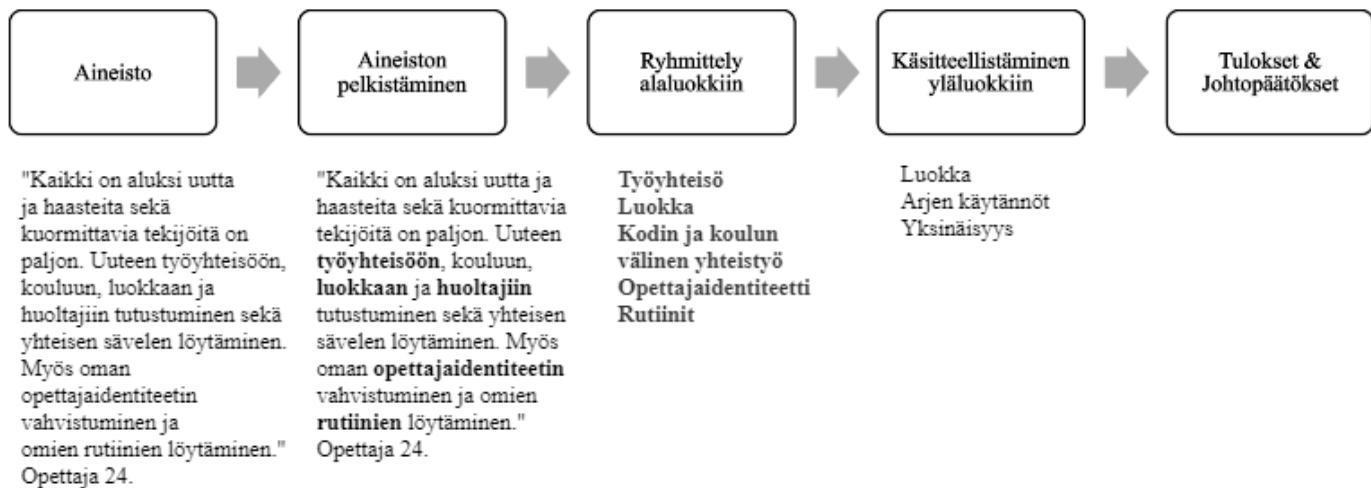 Aineisto
Aineiston
pelkistäminen
Ryhmittely
alaluokkiin
Käsitteellistäminen
yläluokkiin
Tulokset &
Johtopäätökset
"Kaikki on aluksi uutta
ja haasteita sekä
kuormittavia tekijöitä on
paljon. Uuteen työyhteisöön,
kouluun, luokkaan ja
huoltajiin tutustuminen sekä
yhteisen sävelen löytäminen.
Myös oman
opettajaidentiteetin
vahvistuminen ja
omien rutiinien löytäminen."
Opettaja 24.
"Kaikki on aluksi uutta ja
haasteita sekä kuormittavia
tekijöitä on paljon. Uuteen
työyhteisöön, kouluun,
luokkaan ja huoltajiin
tutustuminen sekä yhteisen
sävelen löytäminen. Myös
oman opettajaidentiteetin
vahvistuminen ja omien
rutiinien löytäminen."
Opettaja 24.
Työyhteisö
Luokka
Kodin ja koulun
välinen yhteistyö
Opettajaidentiteetti
Rutiinit
Luokka
Arjen käytännöt
Yksinäisyys